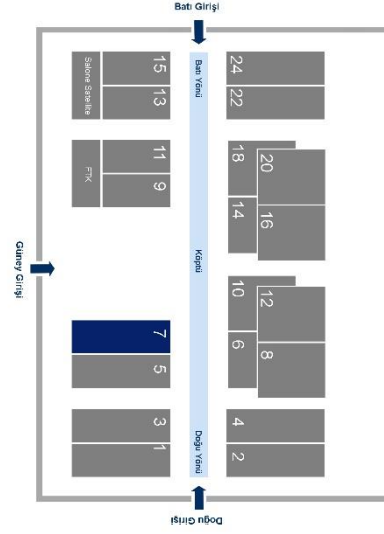 Batı Girişi
Salone Satellite
15
13
Batı Yönü
24
22
FTK
11
9
18
20
14
16
Güney Girişi
Köprü
10
12
6
8
7
5
3
1
Doğu Yönü
4
2
Doğu Girişi